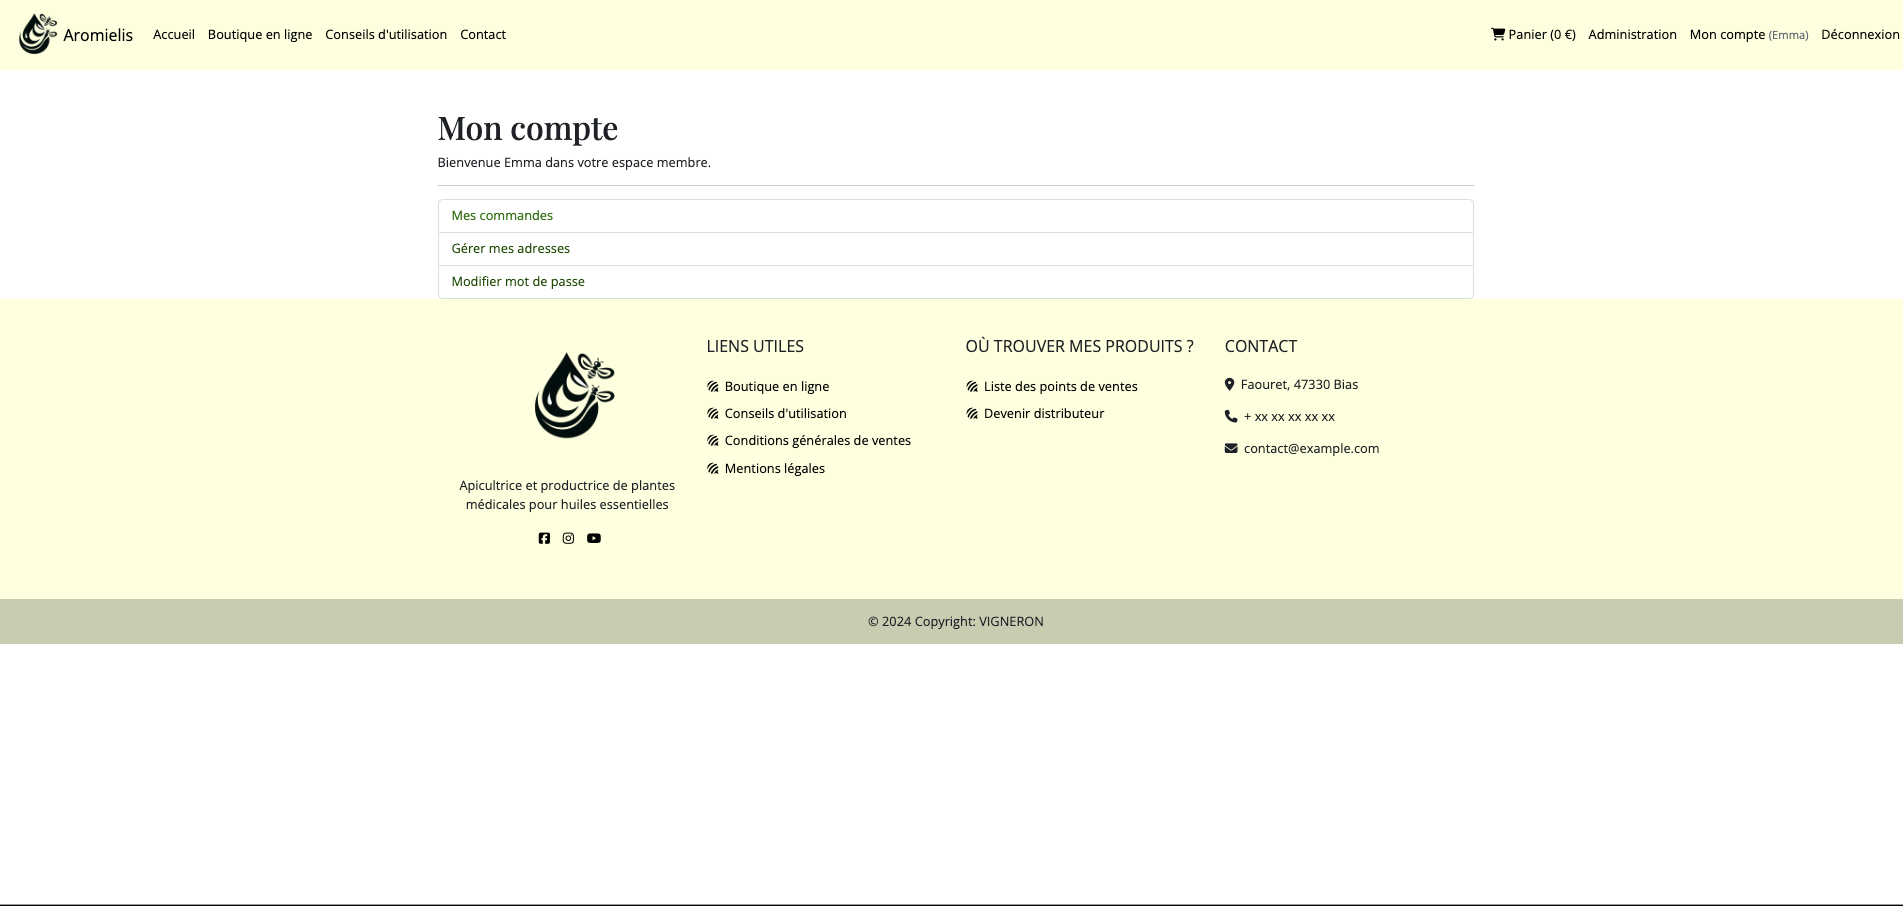 Aromielis Accueil Boutique en ligne Conseils d'utilisation Contact Panier (0 €) Administration Mon compte (Emma) Déconnexion
Mon compte
Bienvenue Emma dans votre espace membre.
Mes commandes
Gérer mes adresses
Modifier mot de passe
Apicultrice et productrice de plantes
médicales pour huiles essentielles
LIENS UTILES
Boutique en ligne
Conseils d'utilisation
Conditions générales de ventes
Mentions légales
OÙ TROUVER MES PRODUITS ?
Liste des points de ventes
Devenir distributeur
CONTACT
Faouret, 47330 Bias
+ xx xx xx xx xx
contact@example.com
© 2024 Copyright: VIGNERON